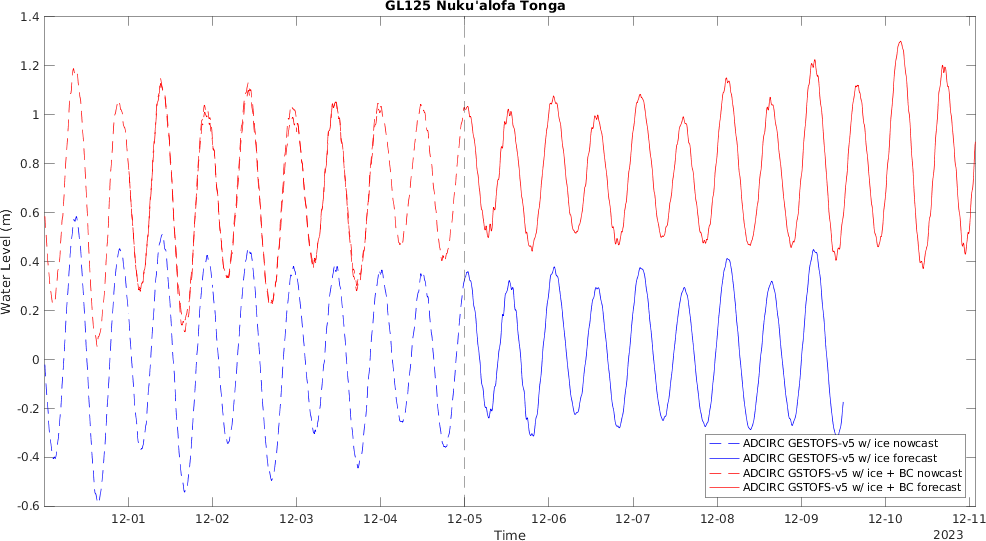 GL125 Nuku'alofa Tonga
1.4
1.2
1
0.8
0.6
0.4
0.2
0
-0.2
-0.4
-0.6
Water Level (m)
12-01 12-02 12-03 12-04 12-05 12-06 12-07 12-08 12-09 12-10 12-11
Time
2023
ADCIRC GESTOFS-v5 w/ ice nowcast
ADCIRC GESTOFS-v5 w/ ice forecast
ADCIRC GSTOFS-v5 w/ ice + BC nowcast
ADCIRC GSTOFS-v5 w/ ice + BC forecast